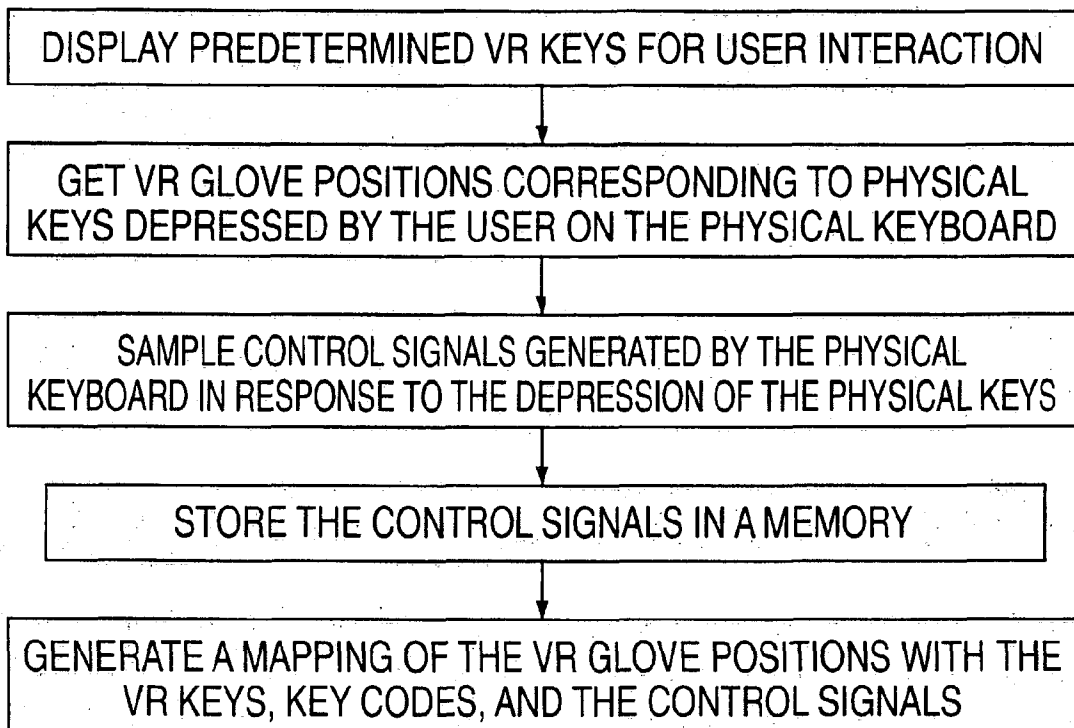 DISPLAY PREDETERMINED VR KEYS FOR USER INTERACTION
GET VR GLOVE POSITIONS CORRESPONDING TO PHYSICAL
KEYS DEPRESSED BY THE USER ON THE PHYSICAL KEYBOARD
SAMPLE CONTROL SIGNALS GENERATED BY THE PHYSICAL
KEYBOARD IN RESPONSE TO THE DEPRESSION OF THE PHYSICAL KEYS
STORE THE CONTROL SIGNALS IN A MEMORY
GENERATE A MAPPING OF THE VR GLOVE POSITIONS WITH THE
VR KEYS, KEY CODES, AND THE CONTROL SIGNALS